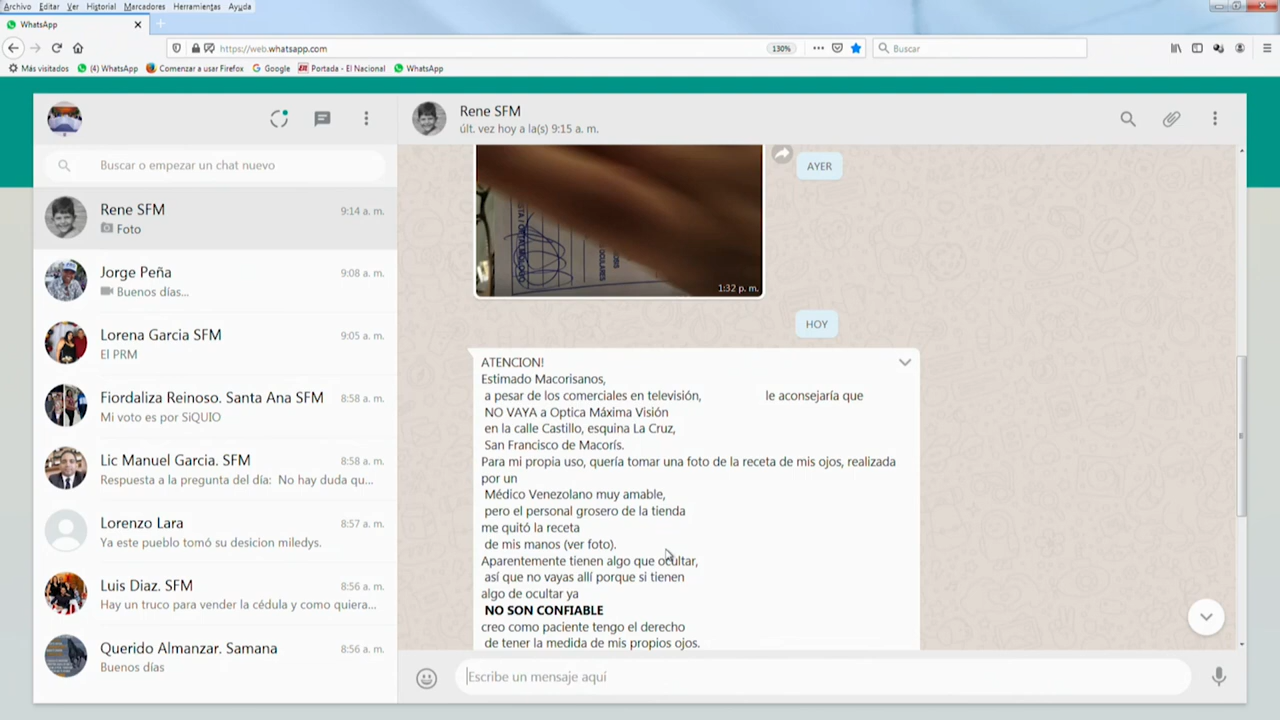 Archivo Editar Ver Historial Marcadores Herramientas Ayuda
WhatsApp
https://web.whatsapp.com
130%
Buscar
Más visitados
(4) WhatsApp
Comenzar a usar Firefox
Google
Portada - El Nacional
WhatsApp
Buscar o empezar un chat nuevo
Rene SFM
9:14 a. m.
Foto
Jorge Peña
9:08 a. m.
Buenos días...
Lorena Garcia SFM
9:05 a. m.
El PRM
Fiordaliza Reinoso. Santa Ana SFM
8:58 a. m.
Mi voto es por SiQUIO
Lic Manuel Garcia. SFM
8:58 a. m.
Respuesta a la pregunta del día: No hay duda qu...
Lorenzo Lara
8:57 a. m.
Ya este pueblo tomó su desicion miledys.
Luis Diaz. SFM
8:56 a. m.
Hay un truco para vender la cédula y como quiera...
Querido Almanzar. Samana
8:56 a. m.
Buenos días
Rene SFM
últ. vez hoy a la(s) 9:15 a. m.
AYER
DOLARES
1:32 p. m.
HOY
ATENCION!
Estimado Macorisanos,
a pesar de los comerciales en televisión, le aconsejaría que
NO VAYA a Optica Máxima Visión
en la calle Castillo, esquina La Cruz,
San Francisco de Macorís.
Para mi propia uso, quería tomar una foto de la receta de mis ojos, realizada
por un
Médico Venezolano muy amable,
pero el personal grosero de la tienda
me quitó la receta
de mis manos (ver foto).
Aparentemente tienen algo que ocultar,
así que no vayas allí porque si tienen
algo de ocultar ya
NO SON CONFIABLE
creo como paciente tengo el derecho
de tener la medida de mis propios ojos.
Escribe un mensaje aquí